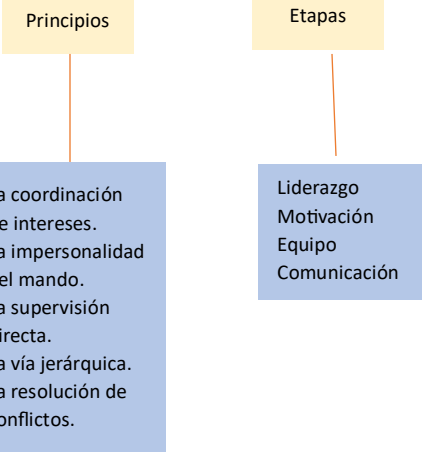 Principios
Etapas
a coordinación
e intereses.
a impersonalidad
el mando.
a supervisión
irecta.
a vía jerárquica.
a resolución de
onflictos.
Liderazgo
Motivación
Equipo
Comunicación